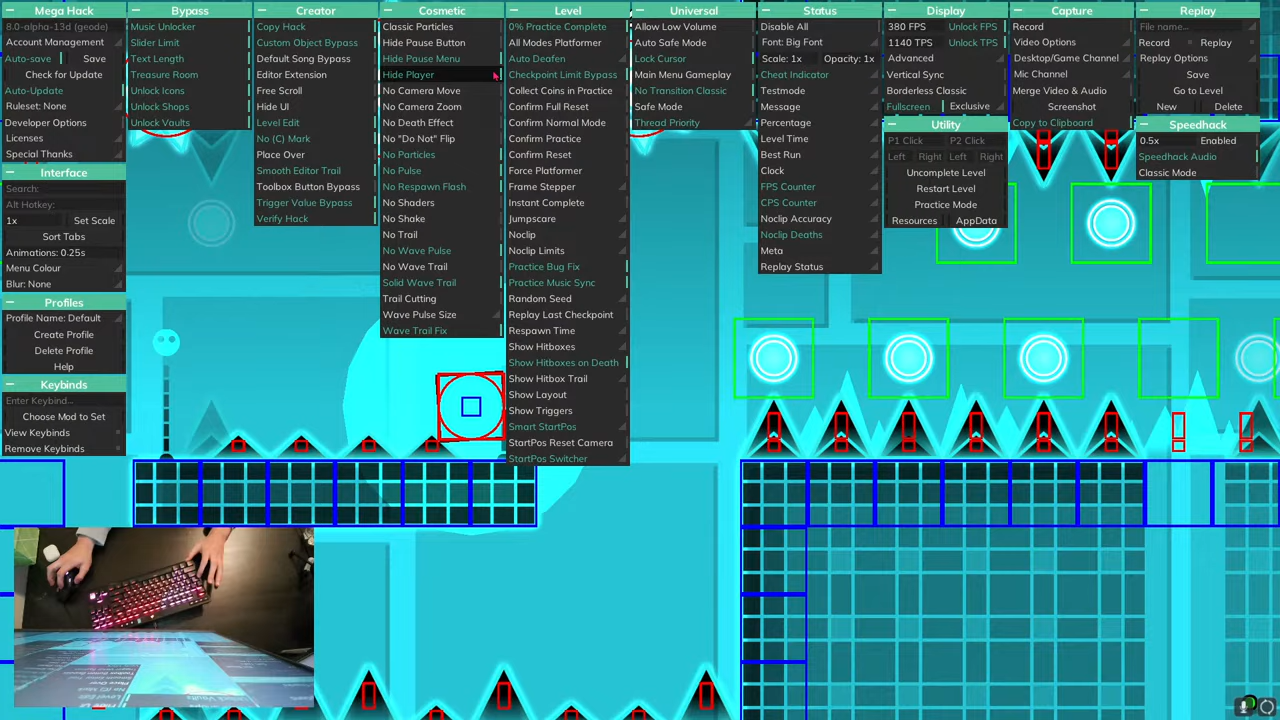 Mega Hack
8.0-alpha-13d (geode)
Account Management
Auto-save Save
Check for Update
Auto-Update
Ruleset: None
Developer Options
Licenses
Special Thanks
Interface
Search:
Alt Hotkey:
1x Set Scale
Sort Tabs
Animations: 0.25s
Menu Colour
Blur: None
Profiles
Profile Name: Default
Create Profile
Delete Profile
Help
Keybinds
Enter Keybind...
Choose Mod to Set
View Keybinds
Remove Keybinds
Bypass
Music Unlocker
Slider Limit
Text Length
Treasure Room
Unlock Icons
Unlock Shops
Unlock Vaults
Creator
Copy Hack
Custom Object Bypass
Default Song Bypass
Editor Extension
Free Scroll
Hide UI
Level Edit
No (C) Mark
Place Over
Smooth Editor Trail
Toolbox Button Bypass
Trigger Value Bypass
Verify Hack
Cosmetic
Classic Particles
Hide Pause Button
Hide Pause Menu
Hide Player
No Camera Move
No Camera Zoom
No Death Effect
No "Do Not" Flip
No Particles
No Pulse
No Respawn Flash
No Shaders
No Shake
No Trail
No Wave Pulse
No Wave Trail
Solid Wave Trail
Trail Cutting
Wave Pulse Size
Wave Trail Fix
Level
0% Practice Complete
All Modes Platformer
Auto Deafen
Checkpoint Limit Bypass
Collect Coins in Practice
Confirm Full Reset
Confirm Normal Mode
Confirm Practice
Confirm Reset
Force Platformer
Frame Stepper
Instant Complete
Jumpscare
Noclip
Noclip Limits
Practice Bug Fix
Practice Music Sync
Random Seed
Replay Last Checkpoint
Respawn Time
Show Hitboxes
Show Hitboxes on Death
Show Hitbox Trail
Show Layout
Show Triggers
Smart StartPos
StartPos Reset Camera
StartPos Switcher
Universal
Allow Low Volume
Auto Safe Mode
Lock Cursor
Main Menu Gameplay
No Transition Classic
Safe Mode
Thread Priority
Status
Disable All
Font: Big Font
Scale: 1x Opacity: 1x
Cheat Indicator
Testmode
Message
Percentage
Level Time
Best Run
Clock
FPS Counter
CPS Counter
Noclip Accuracy
Noclip Deaths
Meta
Replay Status
Display
380 FPS Unlock FPS
1140 TPS Unlock TPS
Advanced
Vertical Sync
Borderless Classic
Fullscreen Exclusive
Utility
P1 Click P2 Click
Left Right Left Right
Uncomplete Level
Restart Level
Practice Mode
Resources AppData
Capture
Record
Video Options
Desktop/Game Channel
Mic Channel
Merge Video & Audio
Screenshot
Copy to Clipboard
Replay
File name...
Record Replay
Replay Options
Save
Go to Level
New Delete
Speedhack
0.5x Enabled
Speedhack Audio
Classic Mode